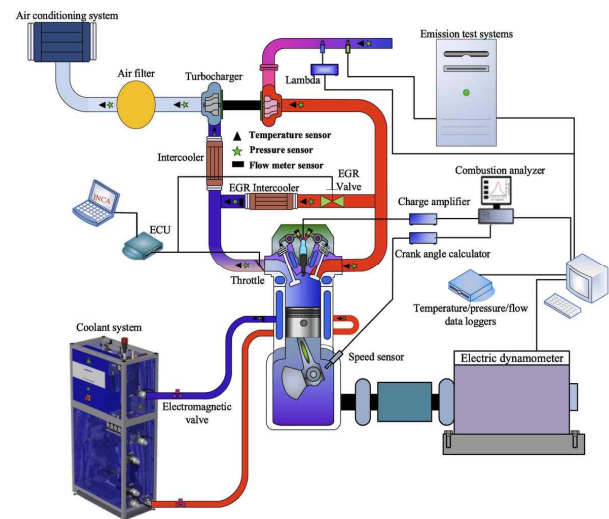 Air conditioning system
Emission test systems
Air filter
Turbocharger
Lambda
Temperature sensor
Pressure sensor
Flow meter sensor
Intercooler
EGR
Valve
EGR Intercooler
Combustion analyzer
Charge amplifier
INCA
ECU
Crank angle calculator
Throttle
Temperature/pressure/flow
data loggers
Coolant system
Speed sensor
Electric dynamometer
Electromagnetic
valve